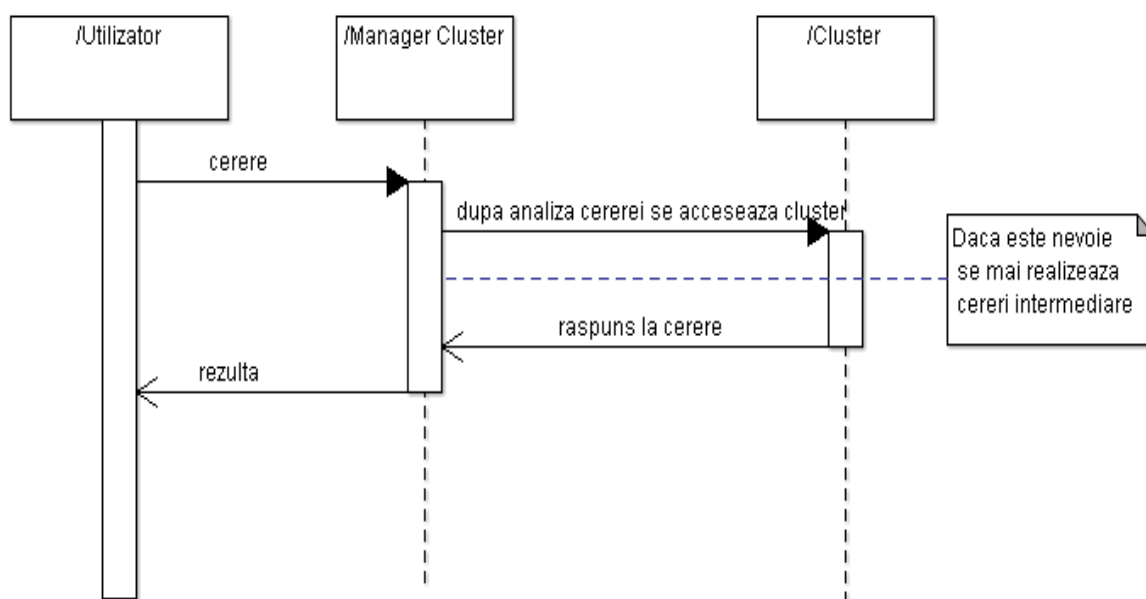 /Utilizator
/Manager Cluster
/Cluster
cerere
dupa analiza cererei se acceseaza cluster
Daca este nevoie
se mai realizeaza
cereri intermediare
raspuns la cerere
rezulta